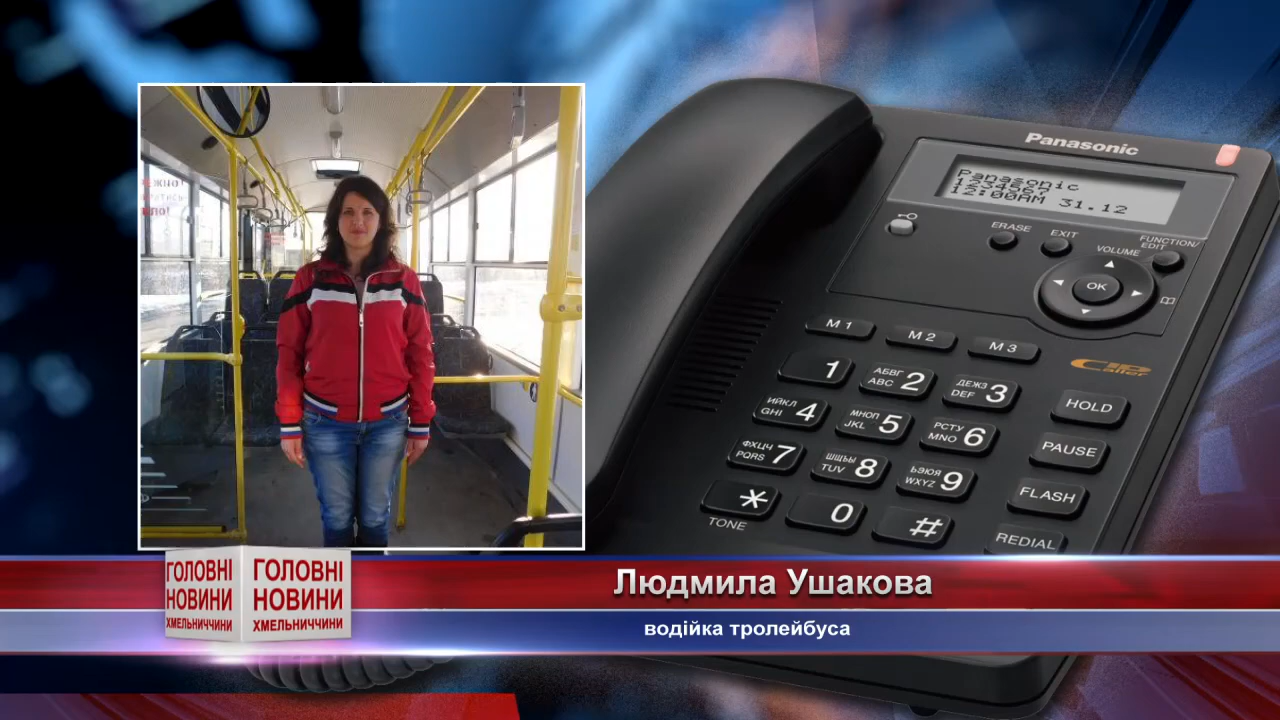 Panasonic
Panasonic
1234567
12:00AM 31.12
ERASE
EXIT
VOLUME
FUNCTION/
EDIT
OK
M 1
M 2
M 3
Caller
1
АБВГ
ABC 2
ДЕЖЗ
DEF 3
HOLD
ИЙКЛ
GHI 4
МНОП
JKL 5
РСТУ
MNO 6
PAUSE
ФХЦЧ
PQRS 7
ШЩЬЫ
TUV 8
ЬЭЮЯ
WXYZ 9
FLASH
*
TONE
0
#
REDIAL
ГОЛОВНІ
НОВИНИ
ХМЕЛЬНИЧЧИНИ
ГОЛОВНІ
НОВИНИ
ХМЕЛЬНИЧЧИНИ
Людмила Ушакова
водійка тролейбуса